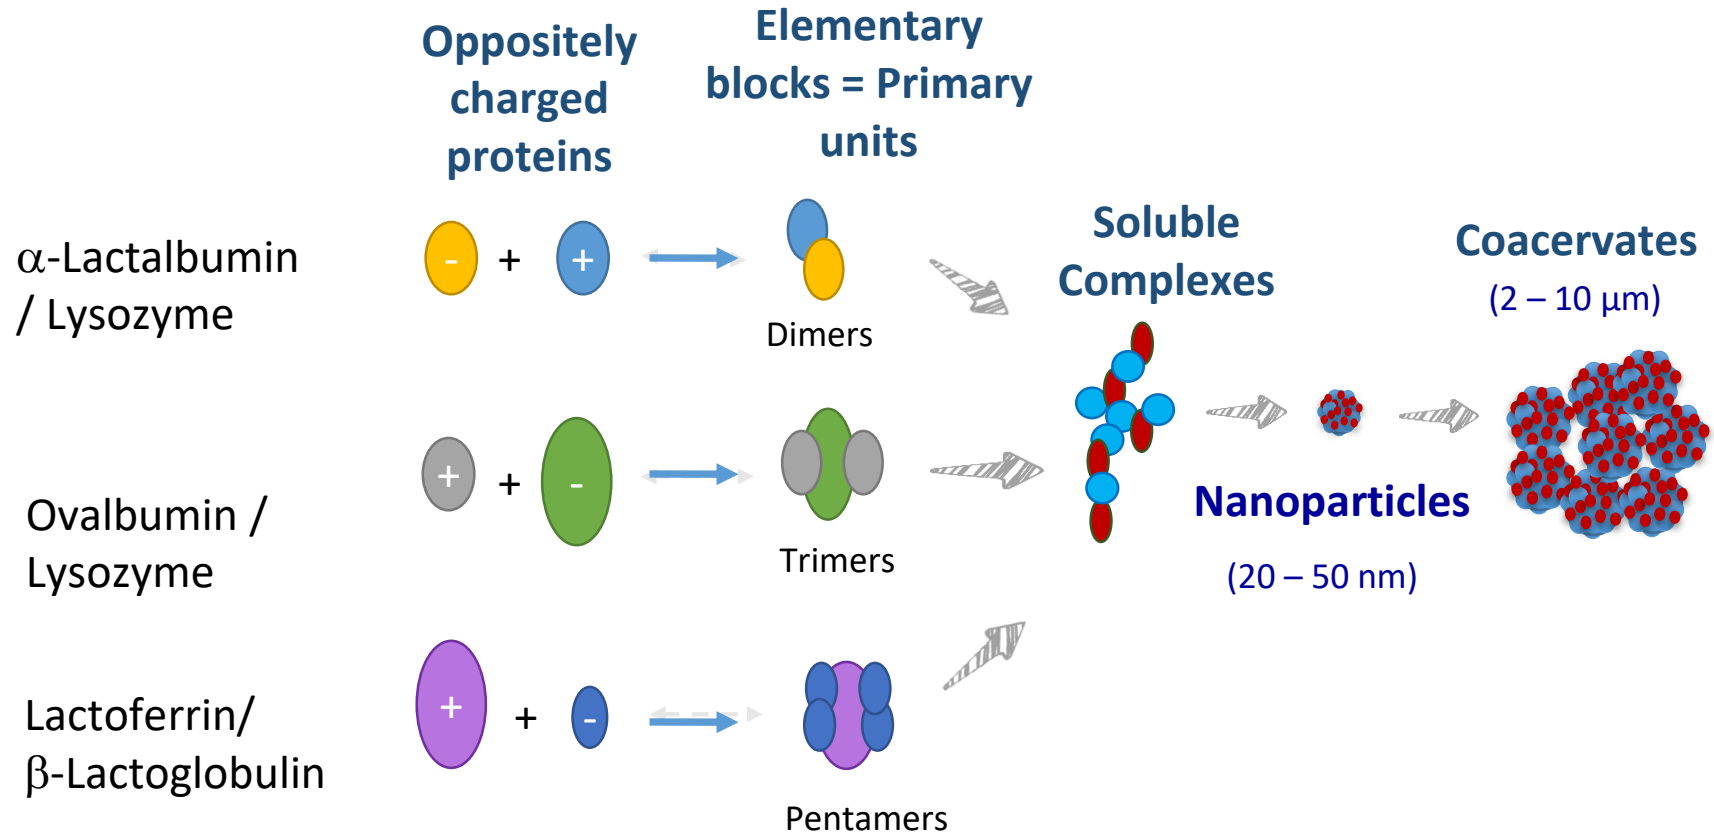 Oppositely
charged
proteins
Elementary
blocks = Primary
units
α-Lactalbumin
/ Lysozyme
- + +
Dimers
Soluble
Complexes
Coacervates
(2 – 10 µm)
Ovalbumin /
Lysozyme
+ + -
Trimers
Nanoparticles
(20 – 50 nm)
Lactoferrin/
β-Lactoglobulin
+ + -
Pentamers